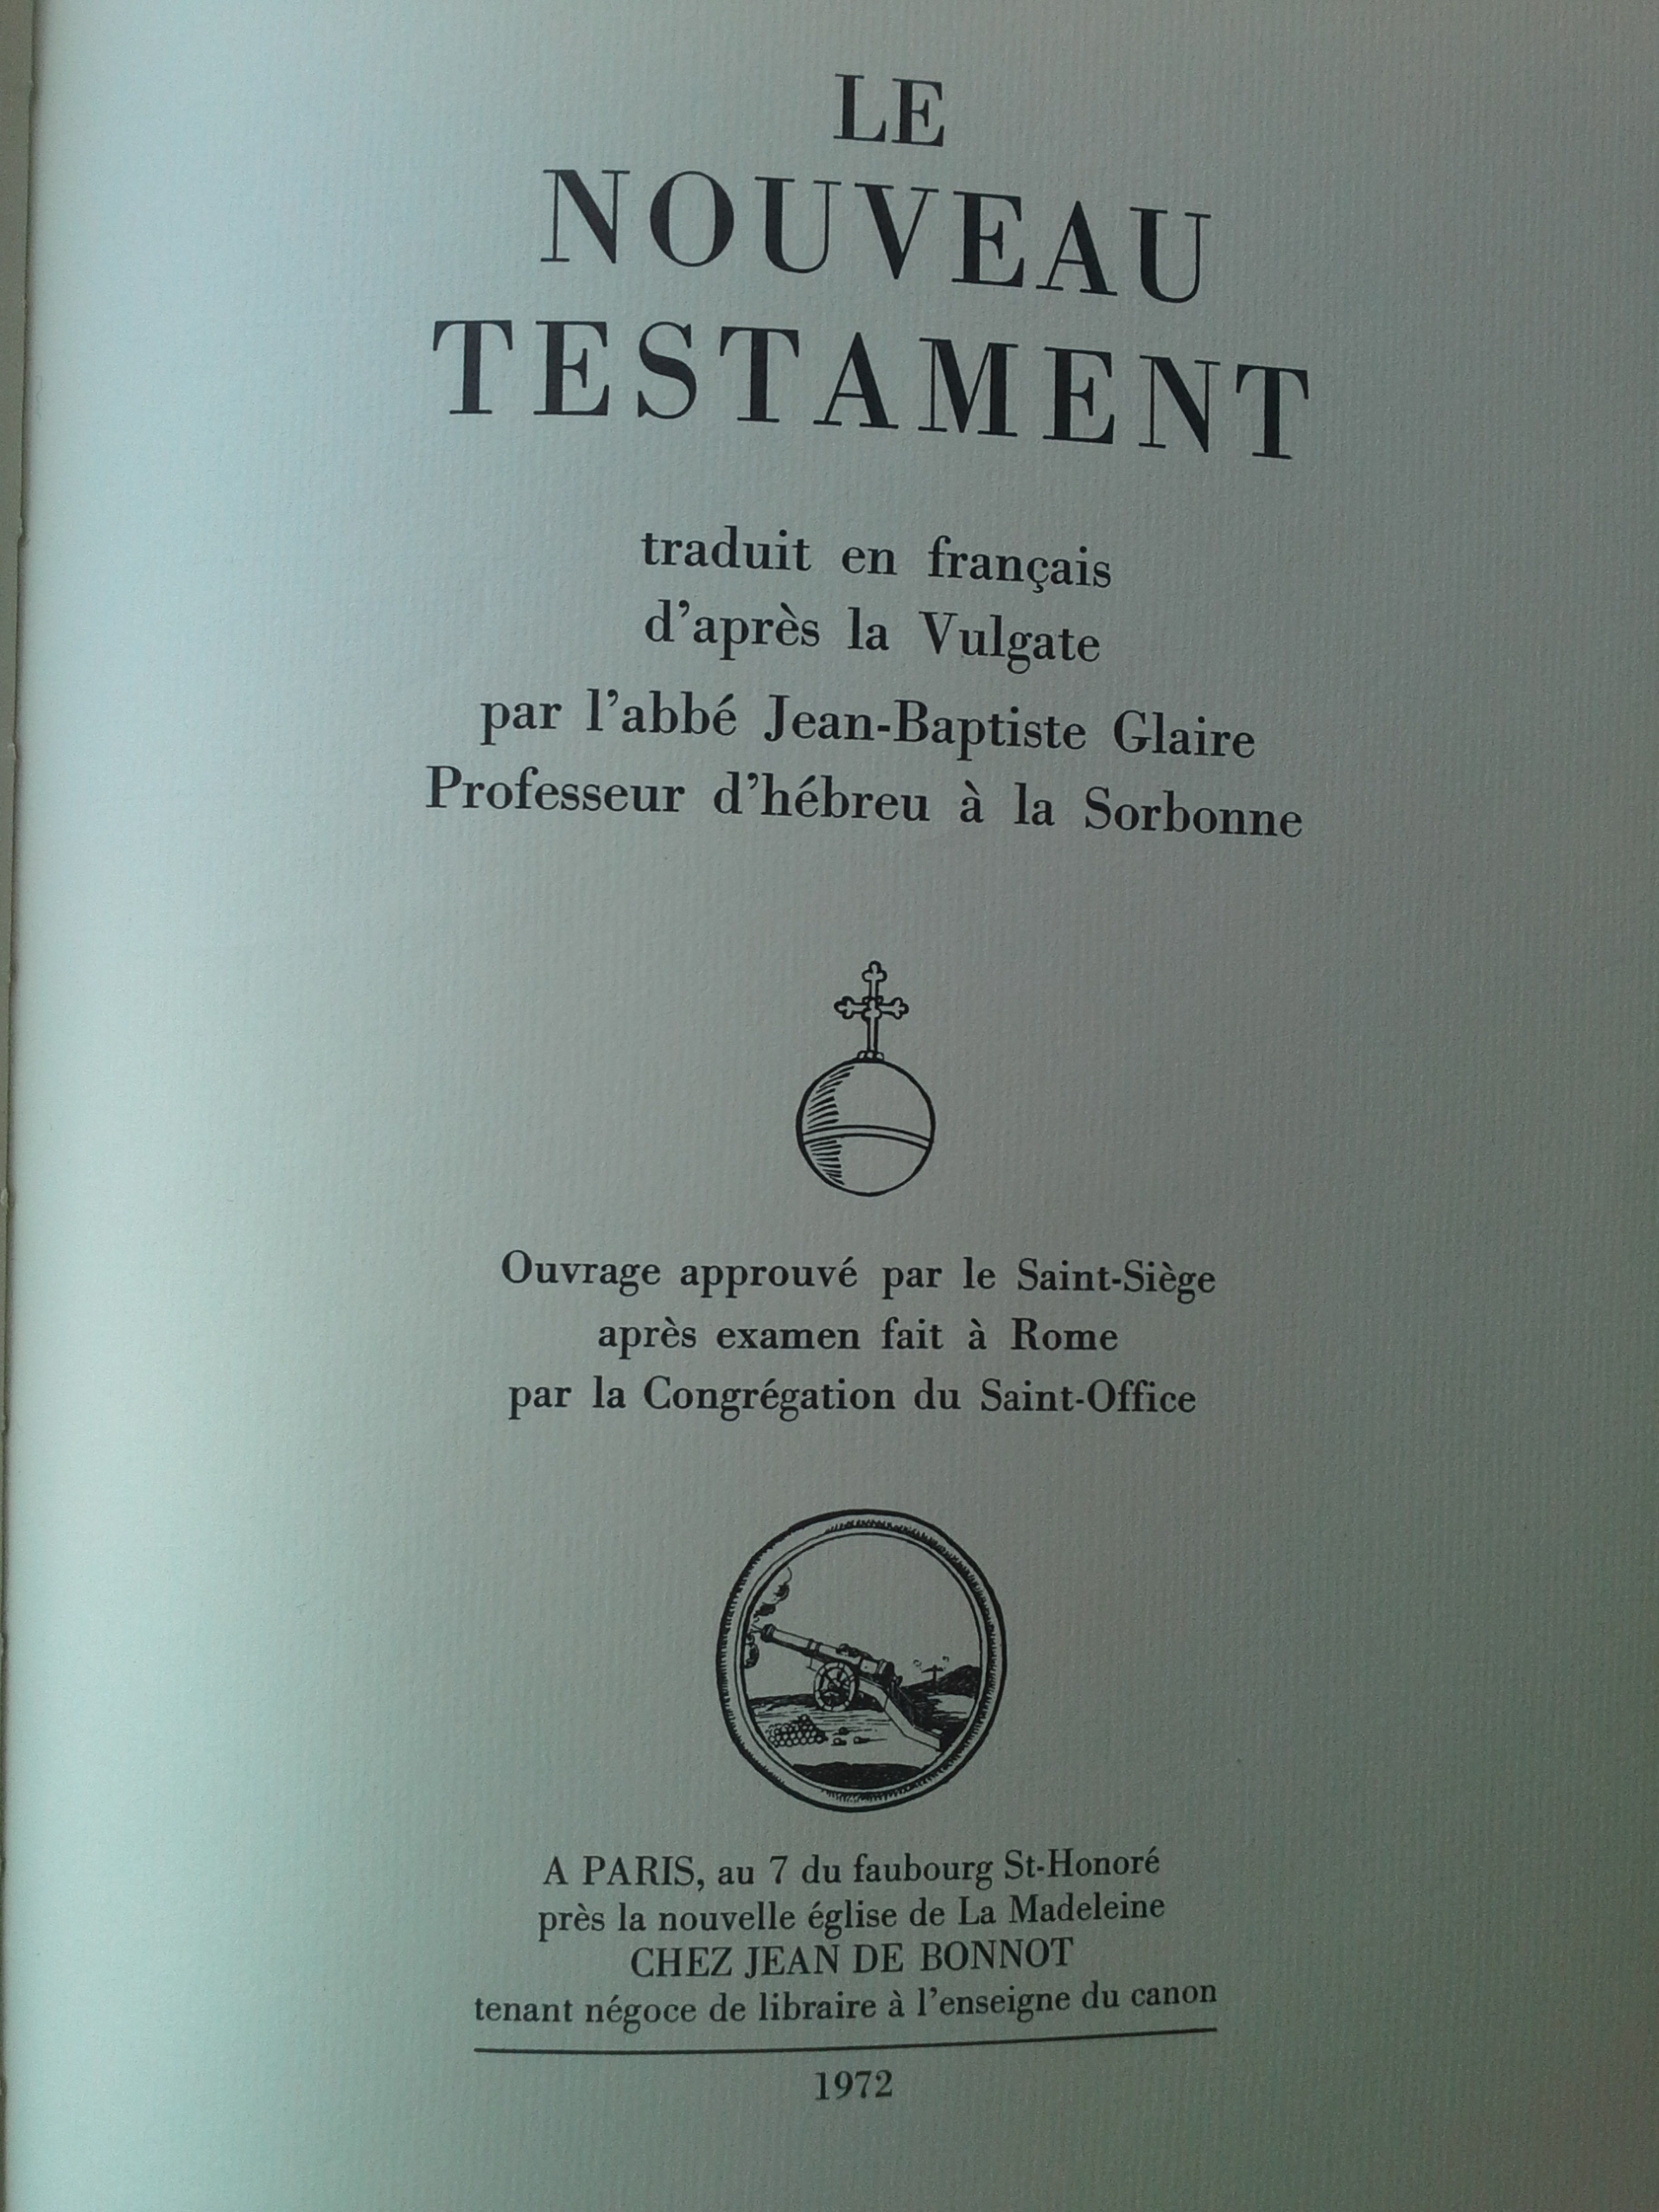 LE
NOUVEAU
TESTAMENT
traduit en français
d'après la Vulgate
par l'abbé Jean-Baptiste Glaire
Professeur d'hébreu à la Sorbonne
Ouvrage approuvé par le Saint-Siège
après examen fait à Rome
par la Congrégation du Saint-Office
A PARIS, au 7 du faubourg St-Honoré
près la nouvelle église de La Madeleine
CHEZ JEAN DE BONNOT
tenant négoce de libraire à l'enseigne du canon
1972